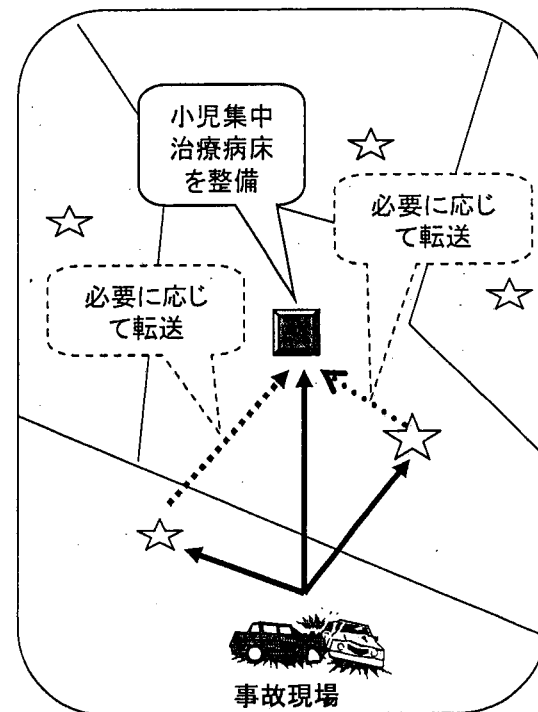 小児集中
治療病床
を整備
必要に応じ
て転送
必要に応じ
て転送
事故現場